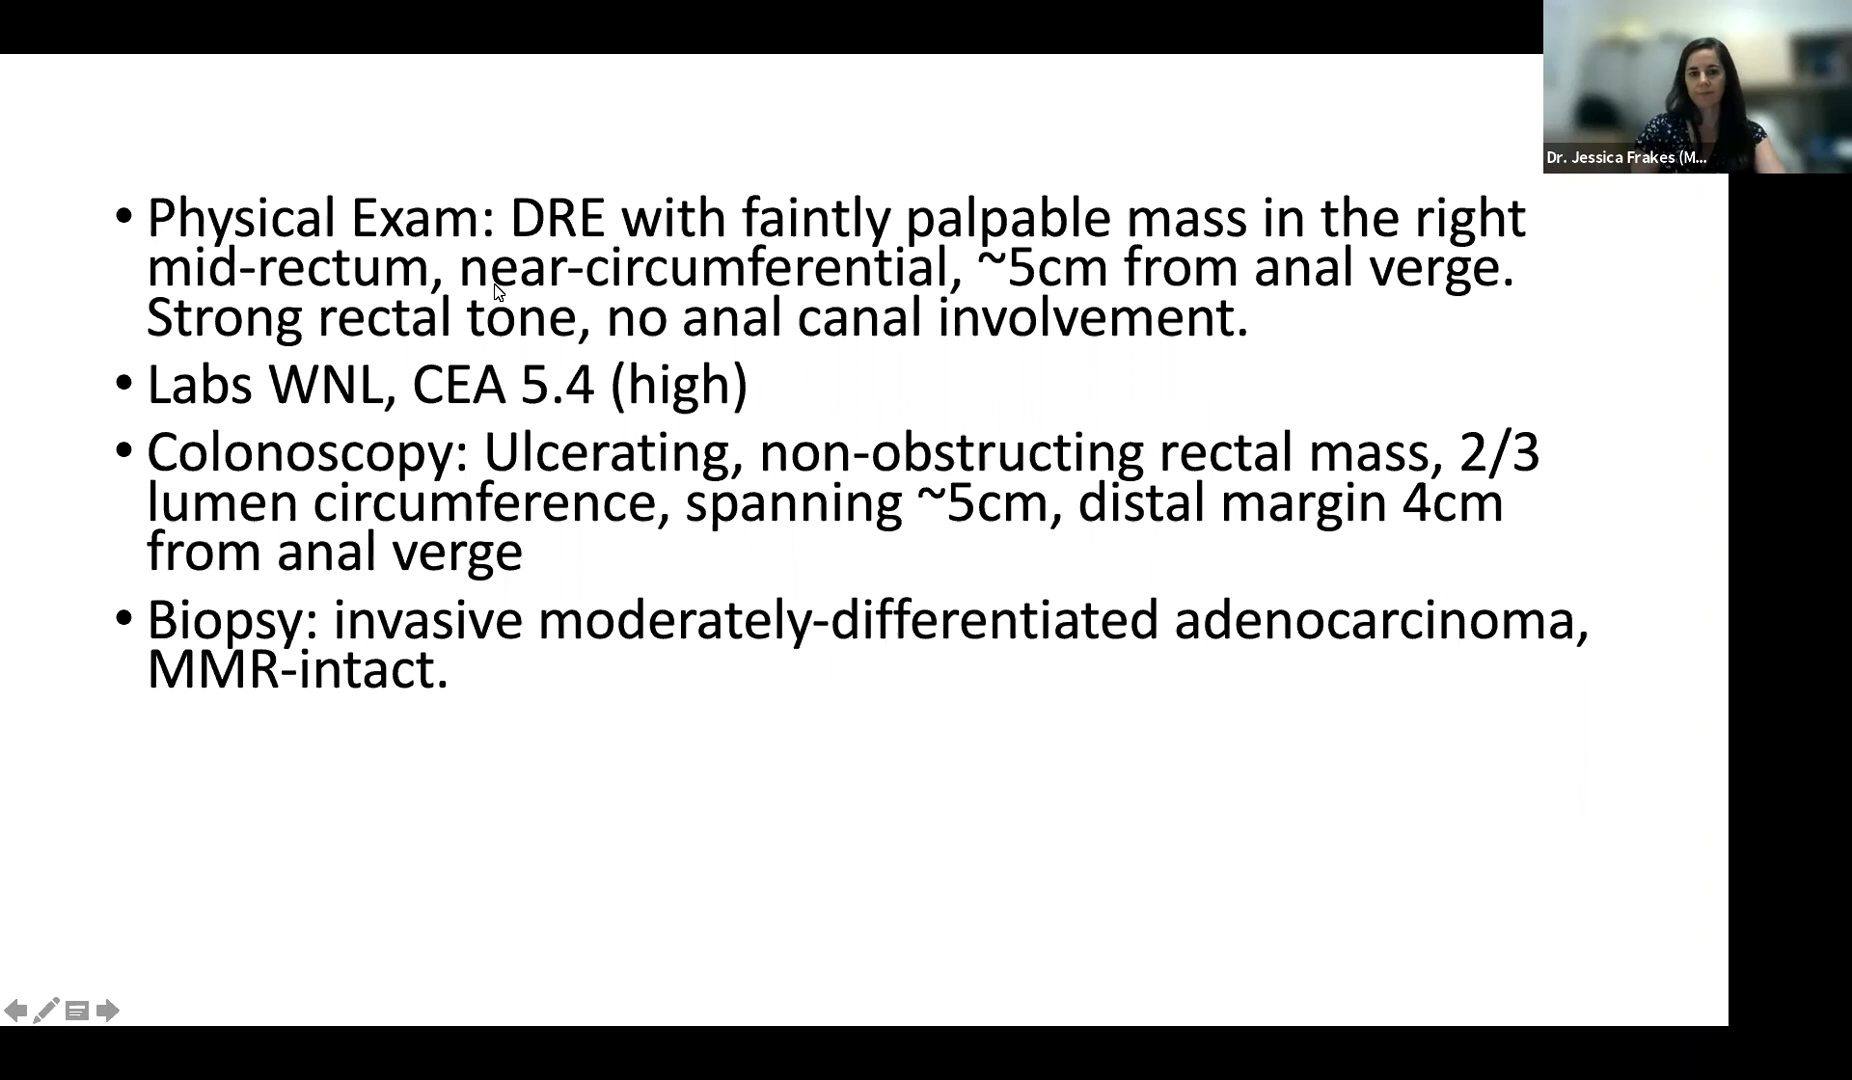 Dr. Jessica Frakes (M...
• Physical Exam: DRE with faintly palpable mass in the right
mid-rectum, near-circumferential, ~5cm from anal verge.
Strong rectal tone, no anal canal involvement.
• Labs WNL, CEA 5.4 (high)
• Colonoscopy: Ulcerating, non-obstructing rectal mass, 2/3
lumen circumference, spanning ~5cm, distal margin 4cm
from anal verge
• Biopsy: invasive moderately-differentiated adenocarcinoma,
MMR-intact.